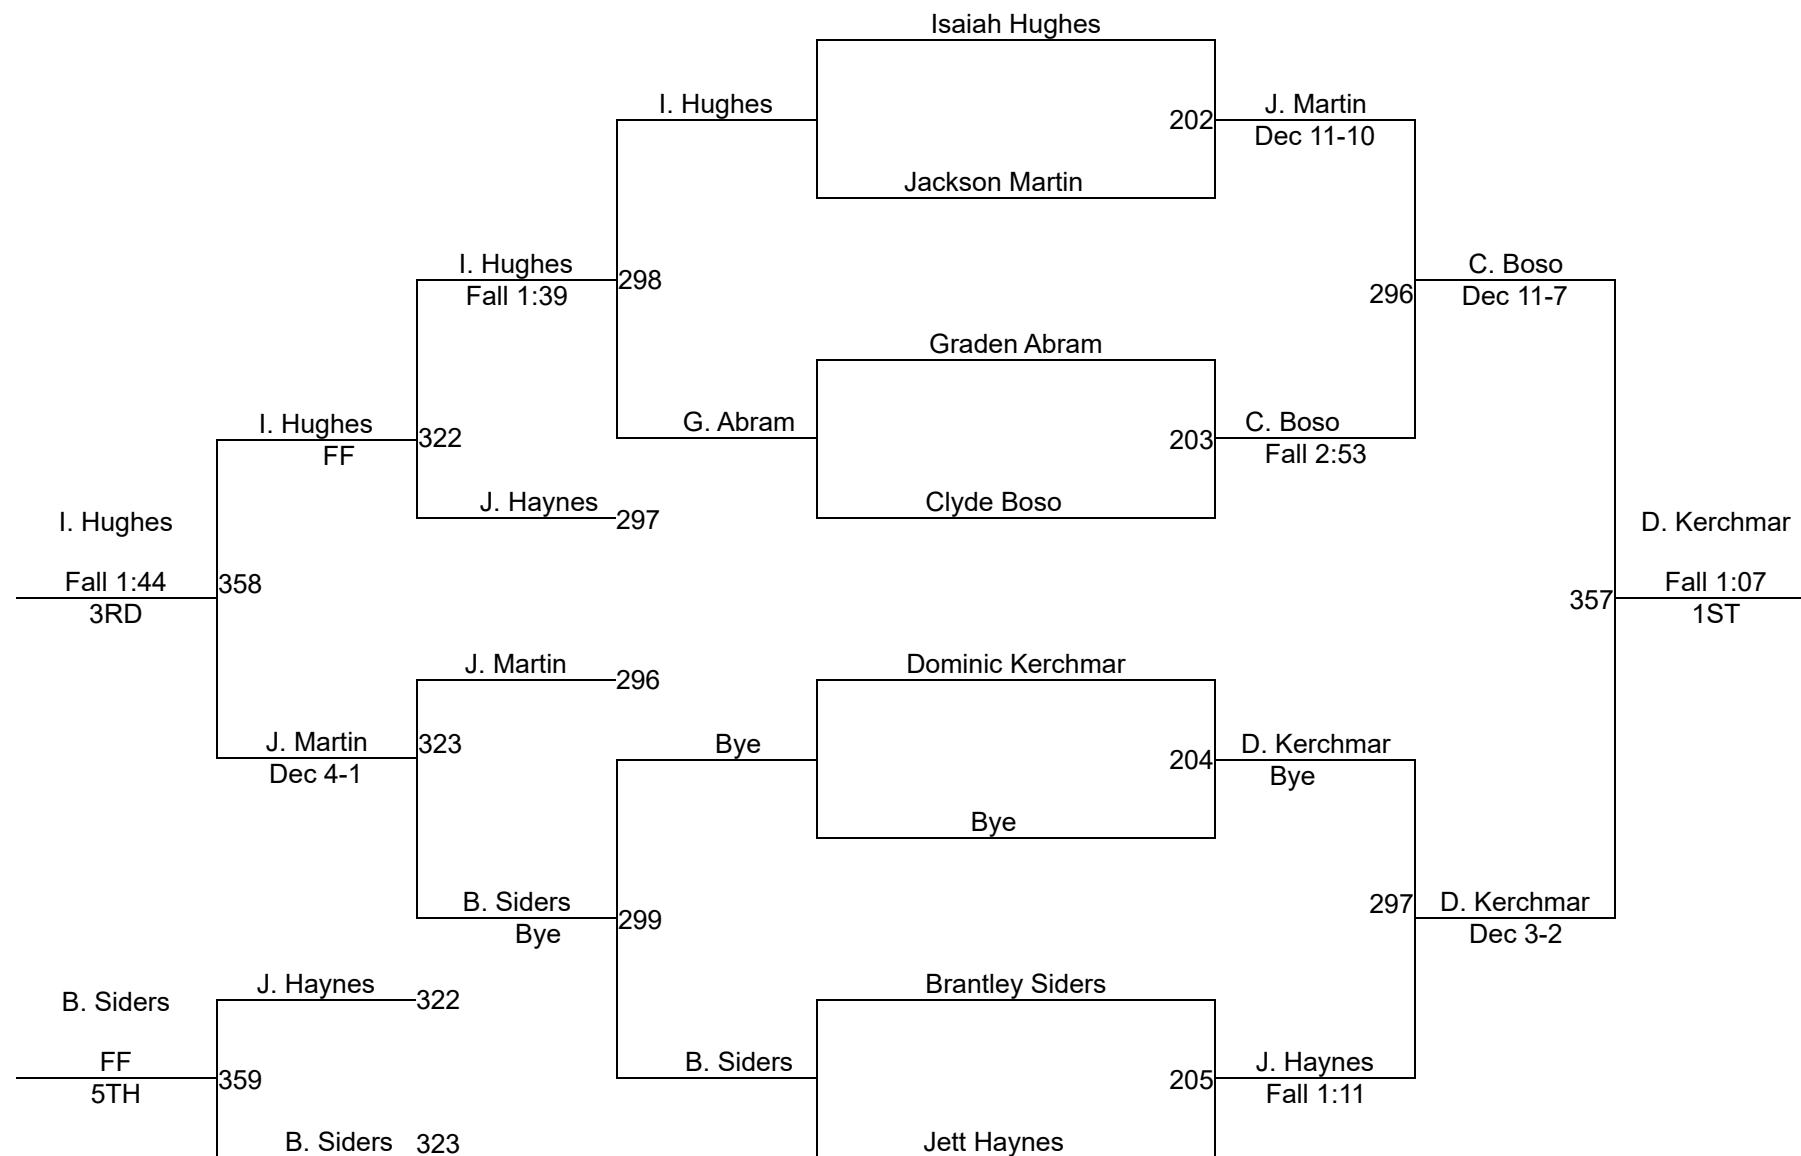 Isaiah Hughes
I. Hughes
202
J. Martin
Dec 11-10
Jackson Martin
I. Hughes
Fall 1:39
298
296
C. Boso
Dec 11-7
Graden Abram
I. Hughes
FF
322
G. Abram
203
C. Boso
Fall 2:53
J. Haynes
297
Clyde Boso
I. Hughes
Fall 1:44
3RD
358
D. Kerchmar
357
Fall 1:07
1ST
J. Martin
296
Dominic Kerchmar
J. Martin
Dec 4-1
323
Bye
204
D. Kerchmar
Bye
Bye
B. Siders
Bye
299
297
D. Kerchmar
Dec 3-2
B. Siders
J. Haynes
322
Brantley Siders
FF
5TH
359
B. Siders
205
J. Haynes
Fall 1:11
B. Siders
323
Jett Haynes